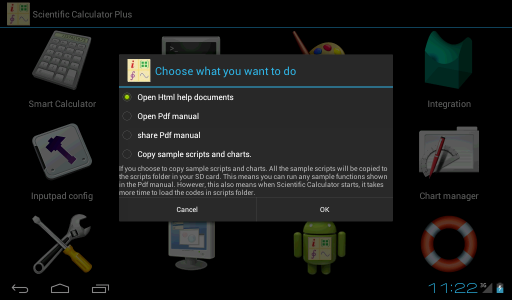 Scientific Calculator Plus
Choose what you want to do
Open Html help documents
Open Pdf manual
share Pdf manual
Copy sample scripts and charts.
If you choose to copy sample scripts and charts. All the sample scripts will be copied to
the scripts folder in your SD card. This means you can run any sample functions shown
in the Pdf manual. However, this also means when Scientific Calculator starts, it takes
more time to load the codes in scripts folder.
Cancel
OK
Smart Calculator
Integration
Inputpad config
Chart manager
11:22
3G